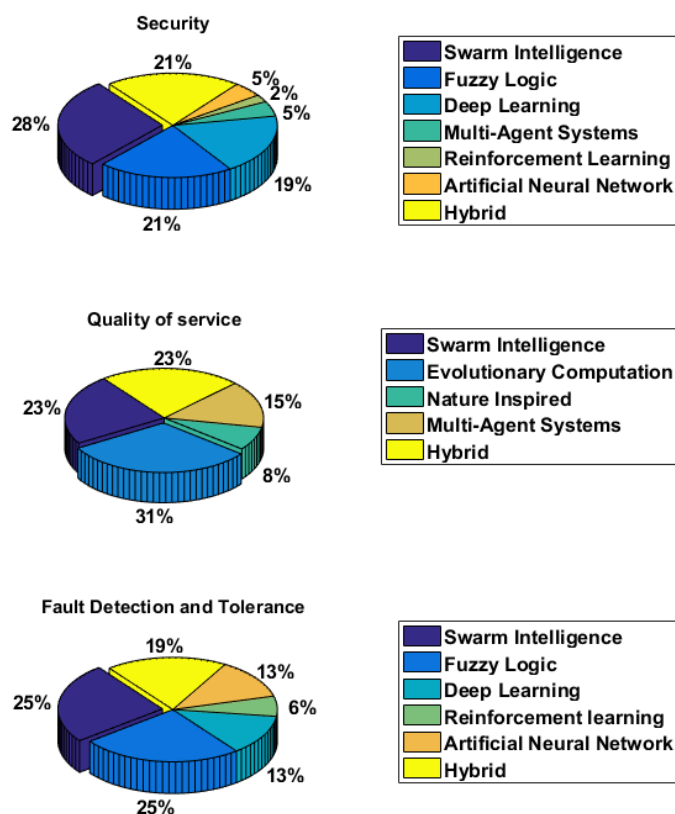 Security
21%
5%
2%
5%
28%
19%
21%
Swarm Intelligence
Fuzzy Logic
Deep Learning
Multi-Agent Systems
Reinforcement Learning
Artificial Neural Network
Hybrid
Quality of service
23%
15%
23%
8%
31%
Swarm Intelligence
Evolutionary Computation
Nature Inspired
Multi-Agent Systems
Hybrid
Fault Detection and Tolerance
19%
13%
25%
6%
13%
25%
Swarm Intelligence
Fuzzy Logic
Deep Learning
Reinforcement learning
Artificial Neural Network
Hybrid